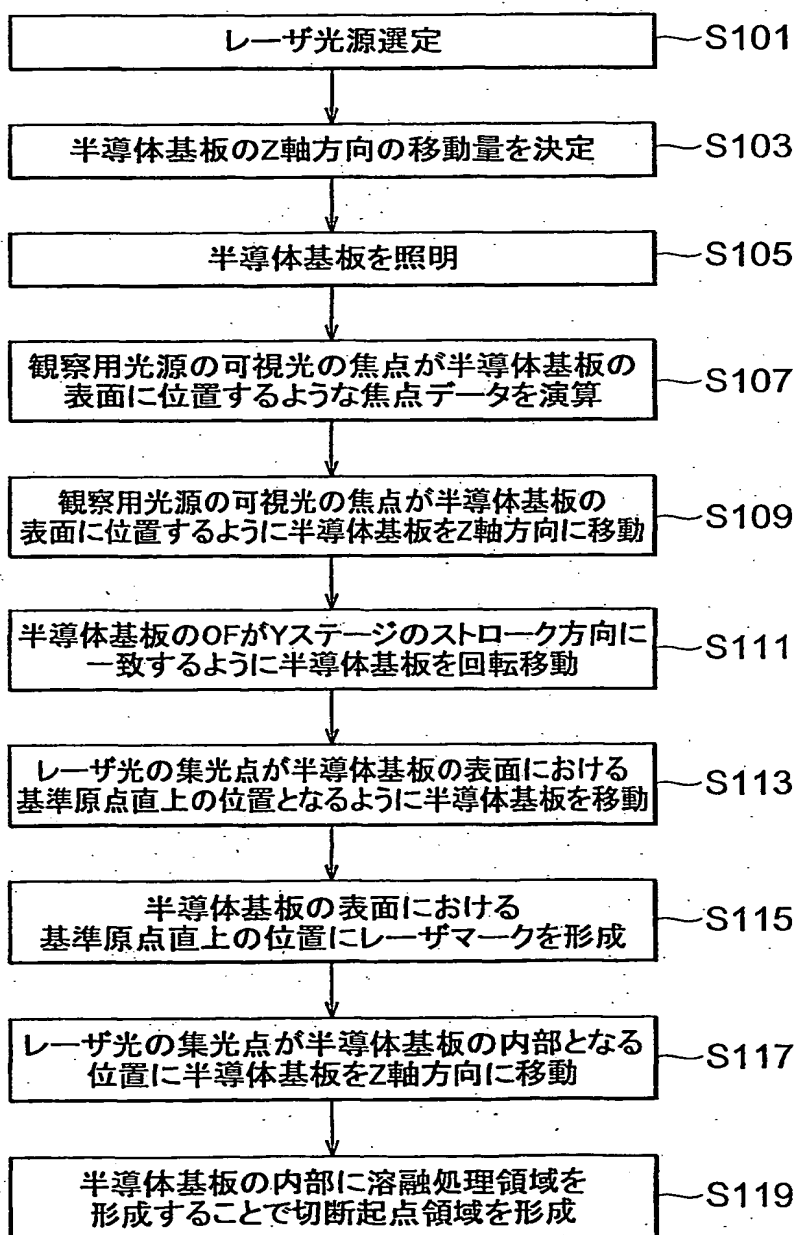 レーザ光源選定
S101
半導体基板のZ軸方向の移動量を決定
S103
半導体基板を照明
S105
観察用光源の可視光の焦点が半導体基板の
表面に位置するような焦点データを演算
S107
観察用光源の可視光の焦点が半導体基板の
表面に位置するように半導体基板をZ軸方向に移動
S109
半導体基板のOFがYステージのストローク方向に
一致するように半導体基板を回転移動
S111
レーザ光の集光点が半導体基板の表面における
基準原点直上の位置となるように半導体基板を移動
S113
半導体基板の表面における
基準原点直上の位置にレーザマークを形成
S115
レーザ光の集光点が半導体基板の内部となる
位置に半導体基板をZ軸方向に移動
S117
半導体基板の内部に溶融処理領域を
形成することで切断起点領域を形成
S119